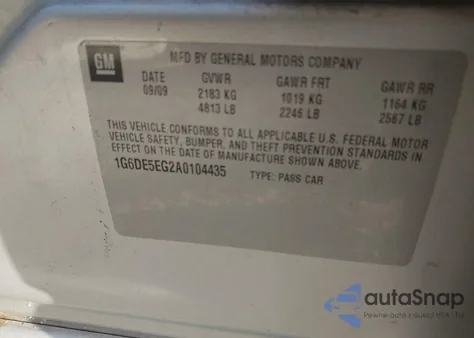 GM
MFD BY GENERAL MOTORS COMPANY
DATE GVWR GAWR FRT GAWR RR
09/09 2183 KG 1019 KG 1164 KG
4813 LB 2246 LB 2567 LB
THIS VEHICLE CONFORMS TO ALL APPLICABLE U.S. FEDERAL MOTOR
VEHICLE SAFETY, BUMPER, AND THEFT PREVENTION STANDARDS IN
EFFECT ON THE DATE OF MANUFACTURE SHOWN ABOVE.
1G6DE5EG2A0104435 TYPE: PASS CAR
autoSnap
Pewne auto z